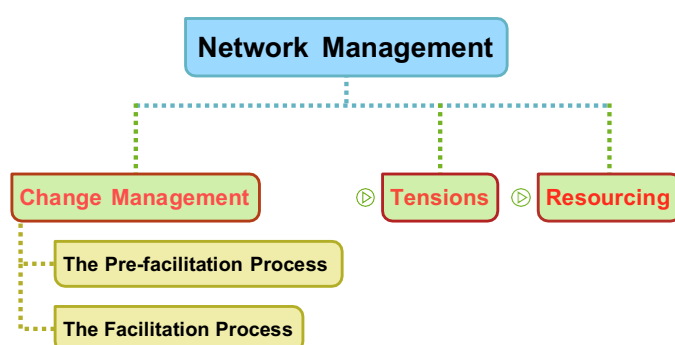 Network Management
Change Management
Tensions
Resourcing
The Pre-facilitation Process
The Facilitation Process